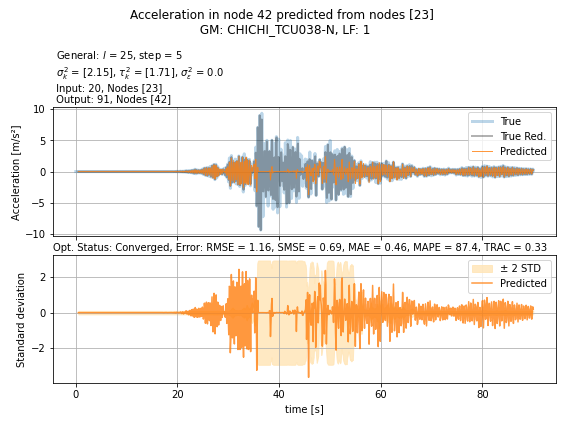 Acceleration in node 42 predicted from nodes [23]
GM: CHICHI_TCU038-N, LF: 1
General: l = 25, step = 5
σ²ₖ = [2.15], τ²ₖ = [1.71], σ²ε = 0.0
Input: 20, Nodes [23]
Output: 91, Nodes [42]
10
5
0
−5
−10
Acceleration [m/s²]
True
True Red.
Predicted
Opt. Status: Converged, Error: RMSE = 1.16, SMSE = 0.69, MAE = 0.46, MAPE = 87.4, TRAC = 0.33
2
0
−2
Standard deviation
± 2 STD
Predicted
0 20 40 60 80
time [s]